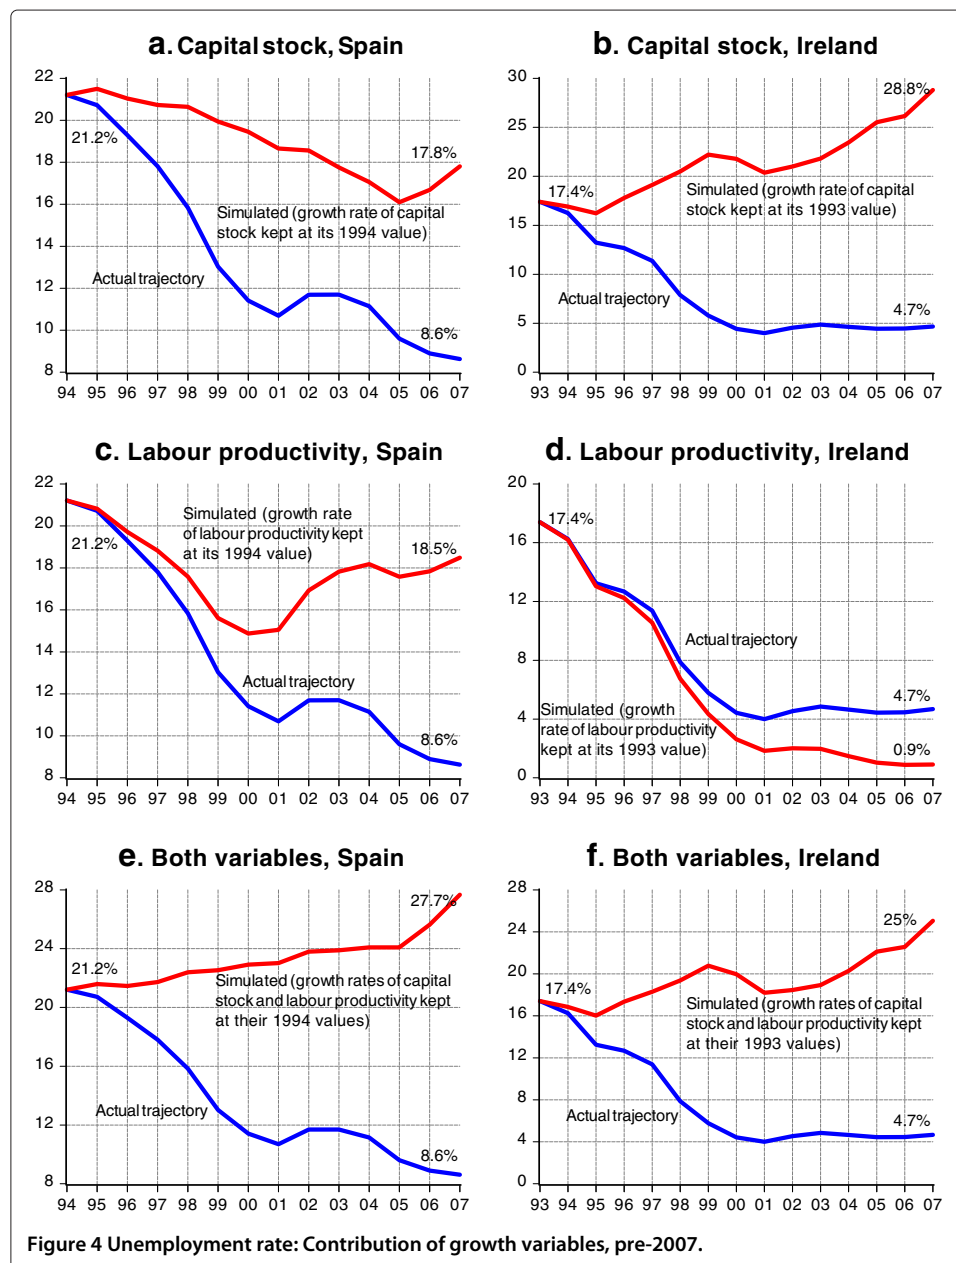 a. Capital stock, Spain
22
20
18
16
14
12
10
8
21.2%
17.8%
Simulated (growth rate of capital
stock kept at its 1994 value)
Actual trajectory
8.6%
94 95 96 97 98 99 00 01 02 03 04 05 06 07
b. Capital stock, Ireland
30
25
20
15
10
5
0
28.8%
17.4%
Simulated (growth rate of capital
stock kept at its 1993 value)
Actual trajectory
4.7%
93 94 95 96 97 98 99 00 01 02 03 04 05 06 07
c. Labour productivity, Spain
22
20
18
16
14
12
10
8
Simulated (growth rate
of labour productivity kept
at its 1994 value)
21.2%
18.5%
Actual trajectory
8.6%
94 95 96 97 98 99 00 01 02 03 04 05 06 07
d. Labour productivity, Ireland
20
16
12
8
4
0
17.4%
Actual trajectory
4.7%
Simulated (growth
rate of labour productivity
kept at its 1993 value)
0.9%
93 94 95 96 97 98 99 00 01 02 03 04 05 06 07
e. Both variables, Spain
28
24
20
16
12
8
27.7%
21.2%
Simulated (growth rates of capital
stock and labour productivity kept
at their 1994 values)
Actual trajectory
8.6%
94 95 96 97 98 99 00 01 02 03 04 05 06 07
f. Both variables, Ireland
28
24
20
16
12
8
4
0
25%
17.4%
Simulated (growth rates of capital
stock and labour productivity kept
at their 1993 values)
Actual trajectory
4.7%
93 94 95 96 97 98 99 00 01 02 03 04 05 06 07
Figure 4 Unemployment rate: Contribution of growth variables, pre-2007.